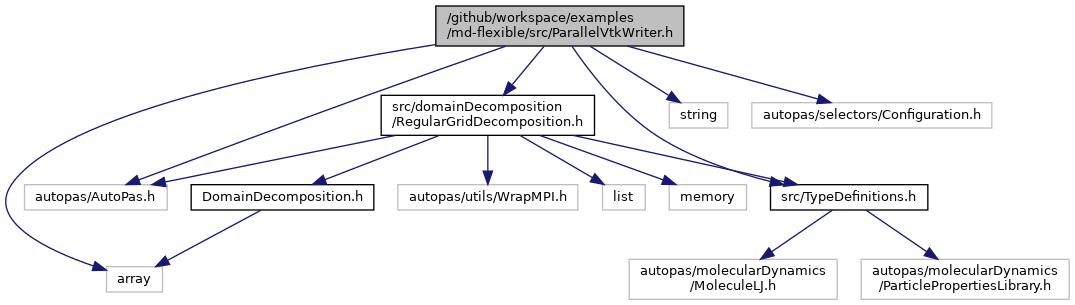 /github/workspace/examples
/md-flexible/src/ParallelVtkWriter.h
src/domainDecomposition
/RegularGridDecomposition.h
string
autopas/selectors/Configuration.h
autopas/AutoPas.h
DomainDecomposition.h
autopas/utils/WrapMPI.h
list
memory
src/TypeDefinitions.h
array
autopas/molecularDynamics
/MoleculeLJ.h
autopas/molecularDynamics
/ParticlePropertiesLibrary.h